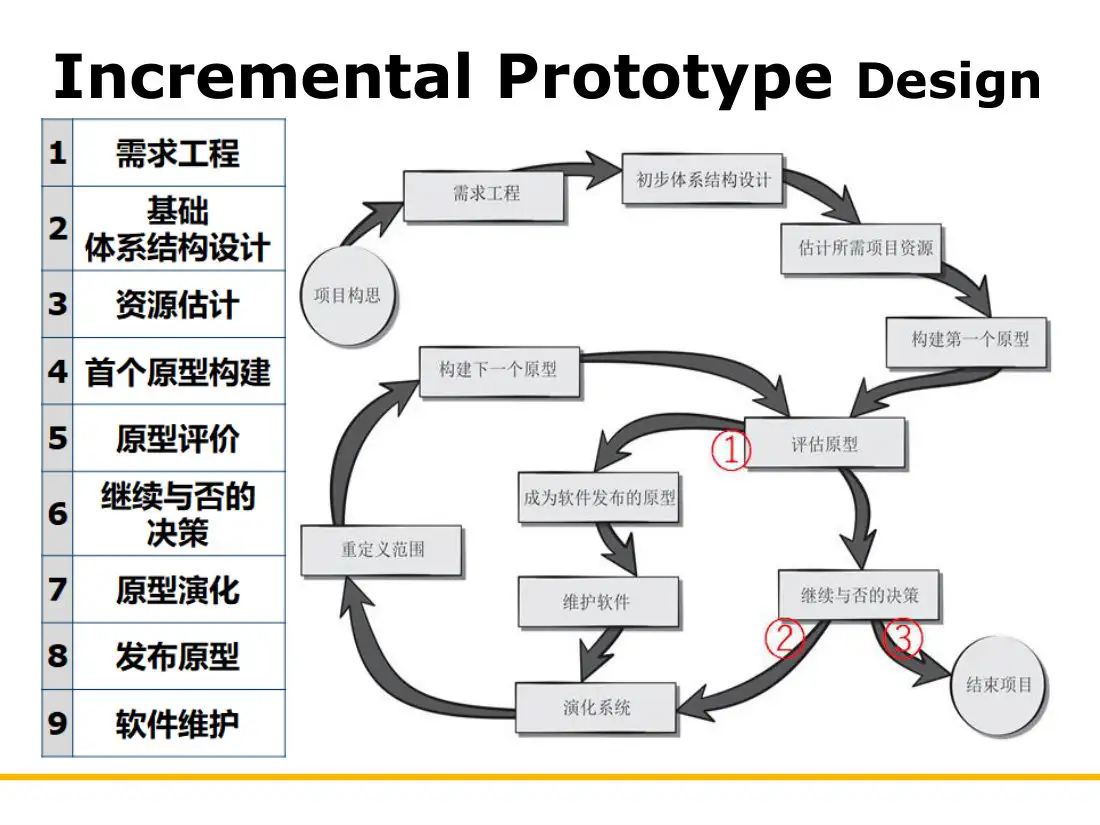 Incremental Prototype Design
1 需求工程
2 基础
体系结构设计
3 资源估计
4 首个原型构建
5 原型评价
6 继续与否的
决策
7 原型演化
8 发布原型
9 软件维护
项目构思
需求工程
初步体系结构设计
估计所需项目资源
构建第一个原型
构建下一个原型
①
评估原型
成为软件发布的原型
重定义范围
维护软件
继续与否的决策
②
③
演化系统
结束项目